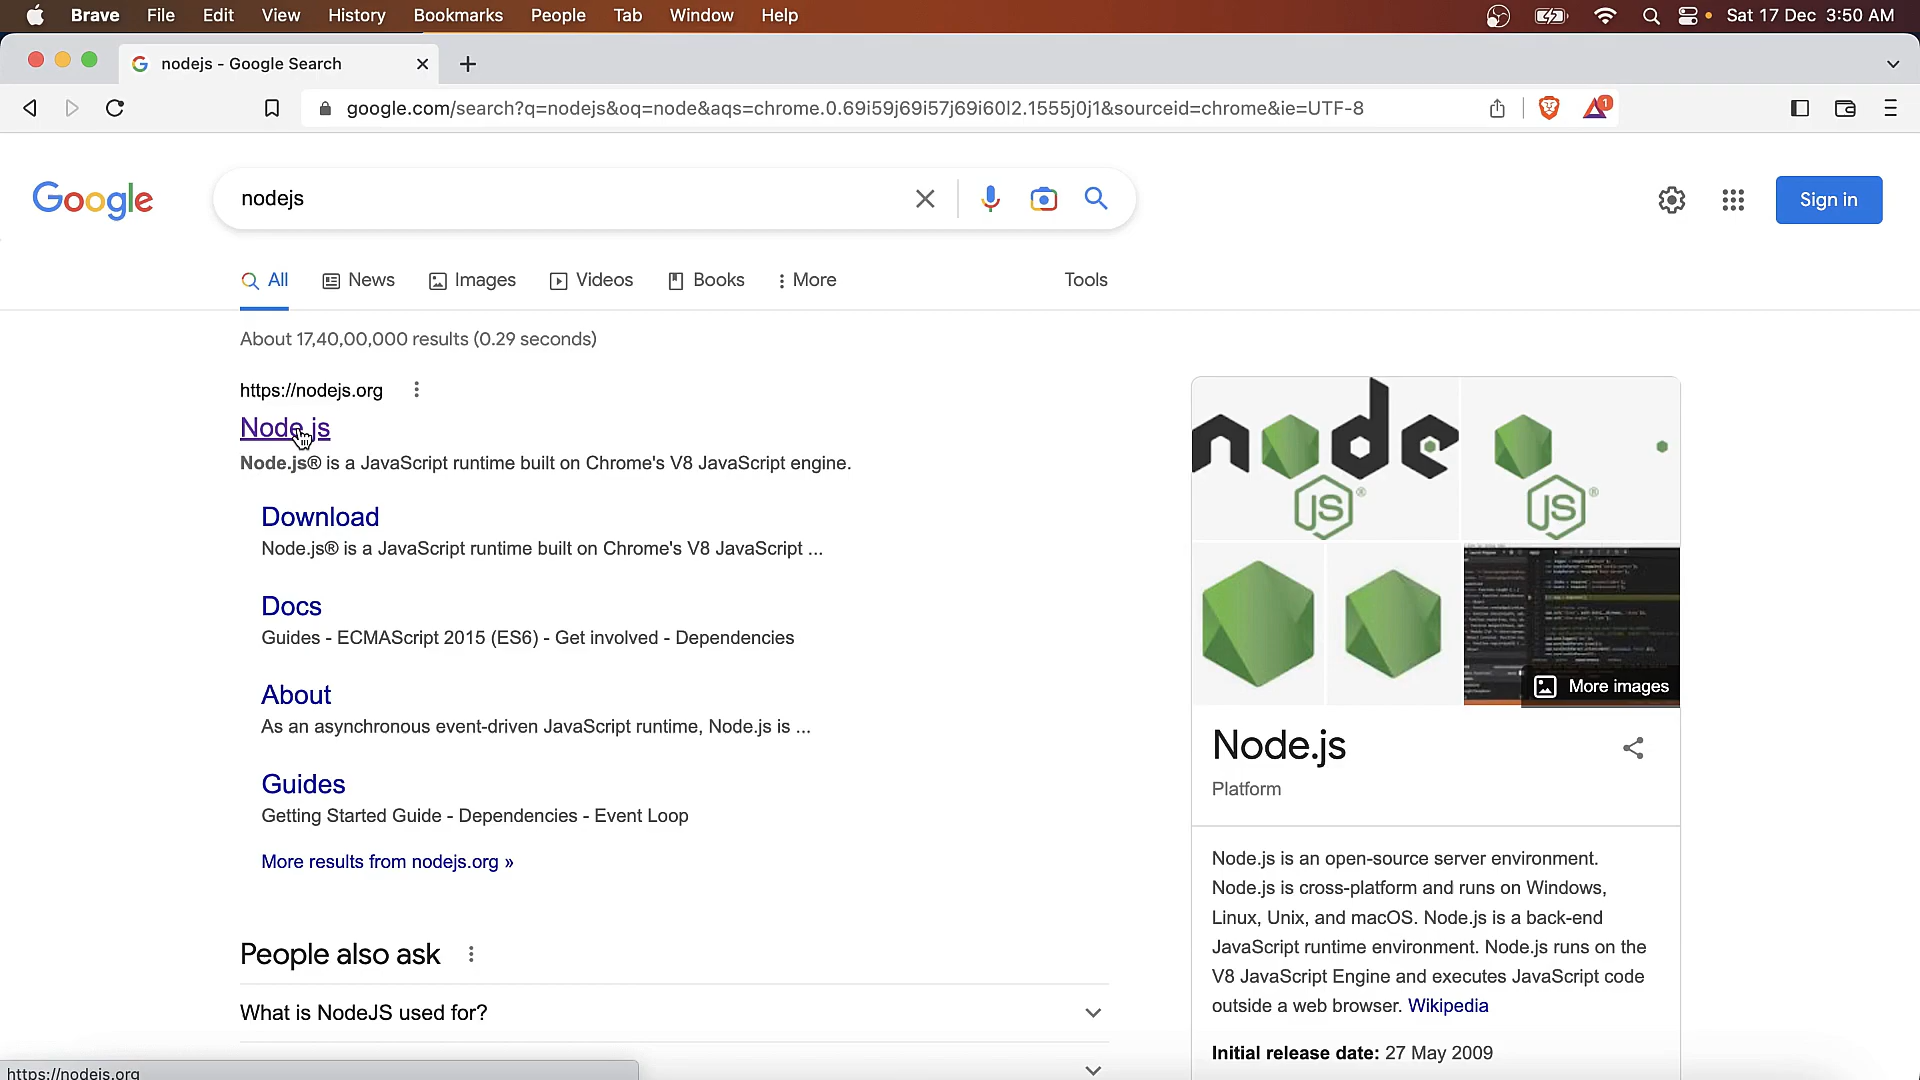 Brave File Edit View History Bookmarks People Tab Window Help Sat 17 Dec 3:50 AM
nodejs - Google Search
google.com/search?q=nodejs&oq=node&aqs=chrome.0.69i59j69i57j69i60l2.1555j0j1&sourceid=chrome&ie=UTF-8 1
Google nodejs Sign in
All News Images Videos Books More Tools
About 17,40,00,000 results (0.29 seconds)
https://nodejs.org
Node.js
Node.js® is a JavaScript runtime built on Chrome's V8 JavaScript engine.
Download
Node.js® is a JavaScript runtime built on Chrome's V8 JavaScript ...
Docs
Guides - ECMAScript 2015 (ES6) - Get involved - Dependencies
About
As an asynchronous event-driven JavaScript runtime, Node.js is ...
Guides
Getting Started Guide - Dependencies - Event Loop
More results from nodejs.org »
People also ask
What is NodeJS used for?
https://nodejs.org
node
JS®
JS®
More images
Node.js
Platform
Node.js is an open-source server environment.
Node.js is cross-platform and runs on Windows,
Linux, Unix, and macOS. Node.js is a back-end
JavaScript runtime environment. Node.js runs on the
V8 JavaScript Engine and executes JavaScript code
outside a web browser. Wikipedia
Initial release date: 27 May 2009